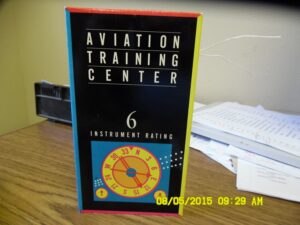 AVIATION
TRAINING
CENTER
6
INSTRUMENT RATING
08/05/2015 09:29 AM